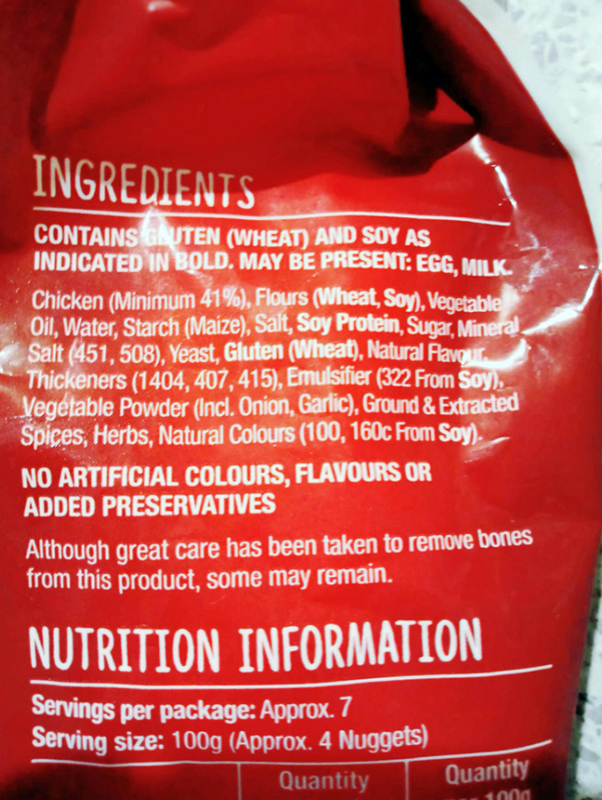 INGREDIENTS
CONTAINS GLUTEN (WHEAT) AND SOY AS
INDICATED IN BOLD. MAY BE PRESENT: EGG, MILK.
Chicken (Minimum 41%), Flours (Wheat, Soy), Vegetable
Oil, Water, Starch (Maize), Salt, Soy Protein, Sugar, Mineral
Salt (451, 508), Yeast, Gluten (Wheat), Natural Flavour,
Thickeners (1404, 407, 415), Emulsifier (322 From Soy),
Vegetable Powder (Incl. Onion, Garlic), Ground & Extracted
Spices, Herbs, Natural Colours (100, 160c From Soy).
NO ARTIFICIAL COLOURS, FLAVOURS OR
ADDED PRESERVATIVES
Although great care has been taken to remove bones
from this product, some may remain.
NUTRITION INFORMATION
Servings per package: Approx. 7
Serving size: 100g (Approx. 4 Nuggets)
Quantity Quantity
100g